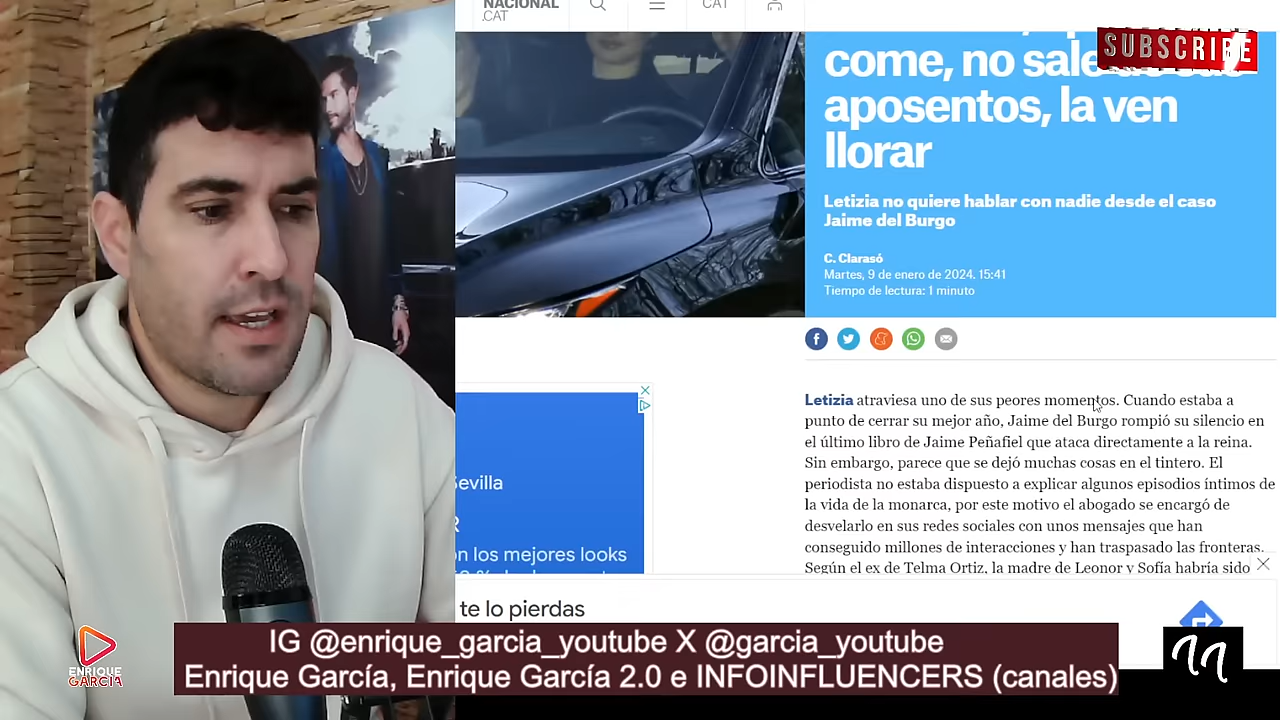 NACIONAL
.CAT
CAT
SUBSCRIBE
come, no sale
aposentos, la ven
llorar
Letizia no quiere hablar con nadie desde el caso
Jaime del Burgo
C. Clarasó
Martes, 9 de enero de 2024. 15:41
Tiempo de lectura: 1 minuto
Letizia atraviesa uno de sus peores momentos. Cuando estaba a
punto de cerrar su mejor año, Jaime del Burgo rompió su silencio en
el último libro de Jaime Peñafiel que ataca directamente a la reina.
Sin embargo, parece que se dejó muchas cosas en el tintero. El
periodista no estaba dispuesto a explicar algunos episodios íntimos de
la vida de la monarca, por este motivo el abogado se encargó de
desvelarlo en sus redes sociales con unos mensajes que han
conseguido millones de interacciones y han traspasado las fronteras.
Según el ex de Telma Ortiz, la madre de Leonor y Sofía habría sido
Sevilla
R
on los mejores looks
te lo pierdas
IG @enrique_garcia_youtube X @garcia_youtube
Enrique García, Enrique García 2.0 e INFOINFLUENCERS (canales)
ENRIQUE
GARCÍA